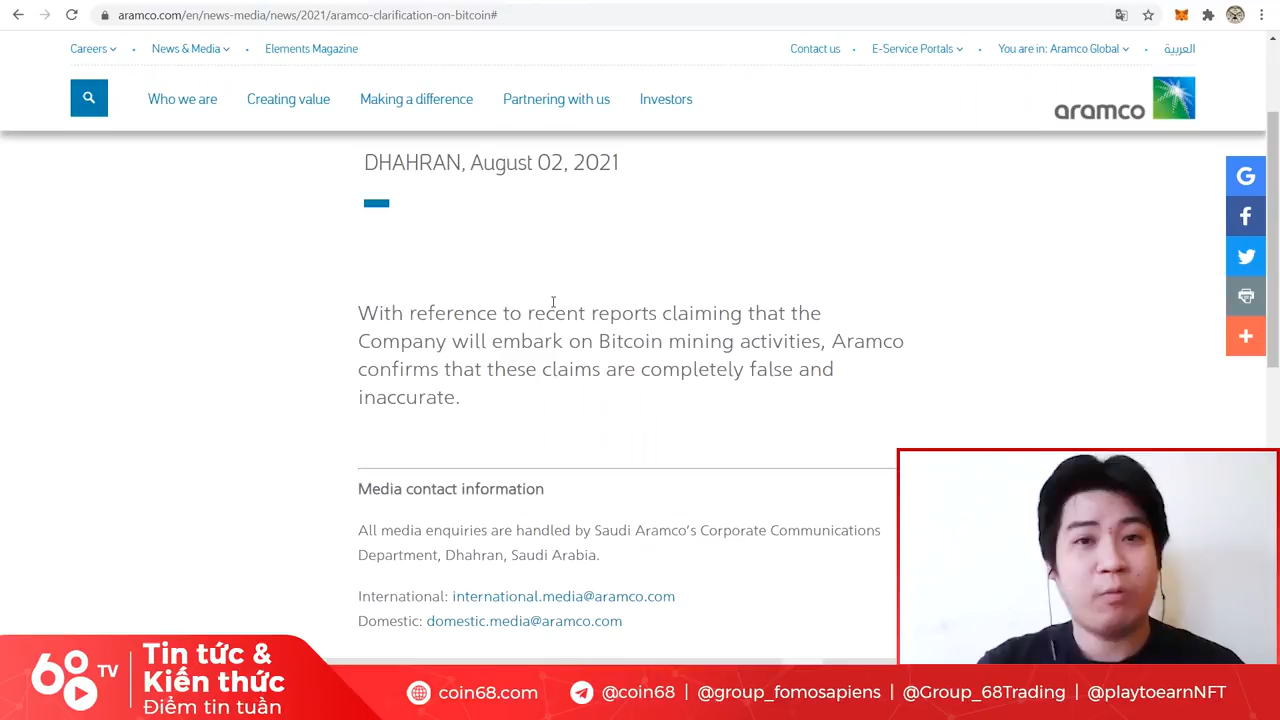 aramco.com/en/news-media/news/2021/aramco-clarification-on-bitcoin#
Careers
News & Media
Elements Magazine
Contact us
E-Service Portals
You are in: Aramco Global
العربية
Who we are
Creating value
Making a difference
Partnering with us
Investors
aramco
DHAHRAN, August 02, 2021
With reference to recent reports claiming that the
Company will embark on Bitcoin mining activities, Aramco
confirms that these claims are completely false and
inaccurate.
Media contact information
All media enquiries are handled by Saudi Aramco's Corporate Communications
Department, Dhahran, Saudi Arabia.
International: international.media@aramco.com
Domestic: domestic.media@aramco.com
68 TV
Tin tức &
Kiến thức
Điểm tin tuần
coin68.com
@coin68 | @group_fomosapiens | @Group_68Trading | @playtoearnNFT